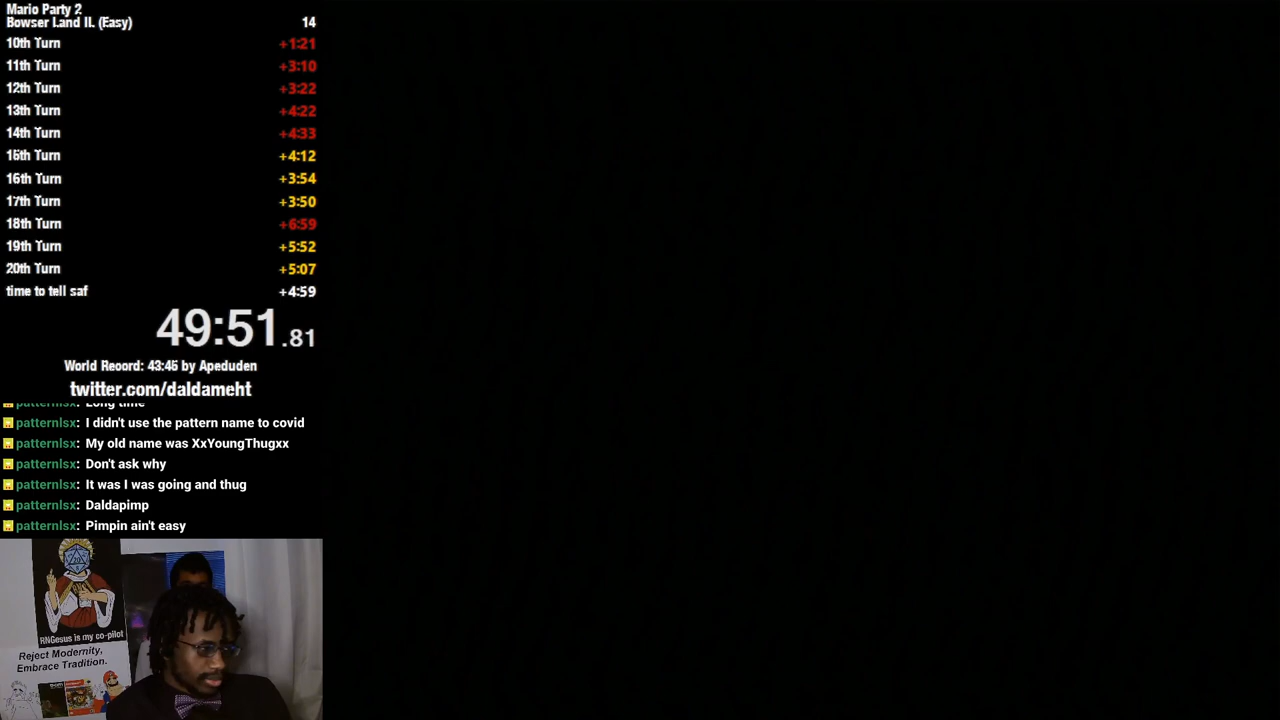 Mario Party 2
Bowser Land II. (Easy) 14
10th Turn +1:21
11th Turn +3:10
12th Turn +3:22
13th Turn +4:22
14th Turn +4:33
15th Turn +4:12
16th Turn +3:54
17th Turn +3:50
18th Turn +6:59
19th Turn +5:52
20th Turn +5:07
time to tell saf +4:59
49:51.81
World Record: 43:45 by Apeduden
twitter.com/daldameht
patternlsx: Long time
patternlsx: I didn't use the pattern name to covid
patternlsx: My old name was XxYoungThugxx
patternlsx: Don't ask why
patternlsx: It was I was going and thug
patternlsx: Daldapimp
patternlsx: Pimpin ain't easy
RNGesus is my co-pilot
Reject Modernity,
Embrace Tradition.